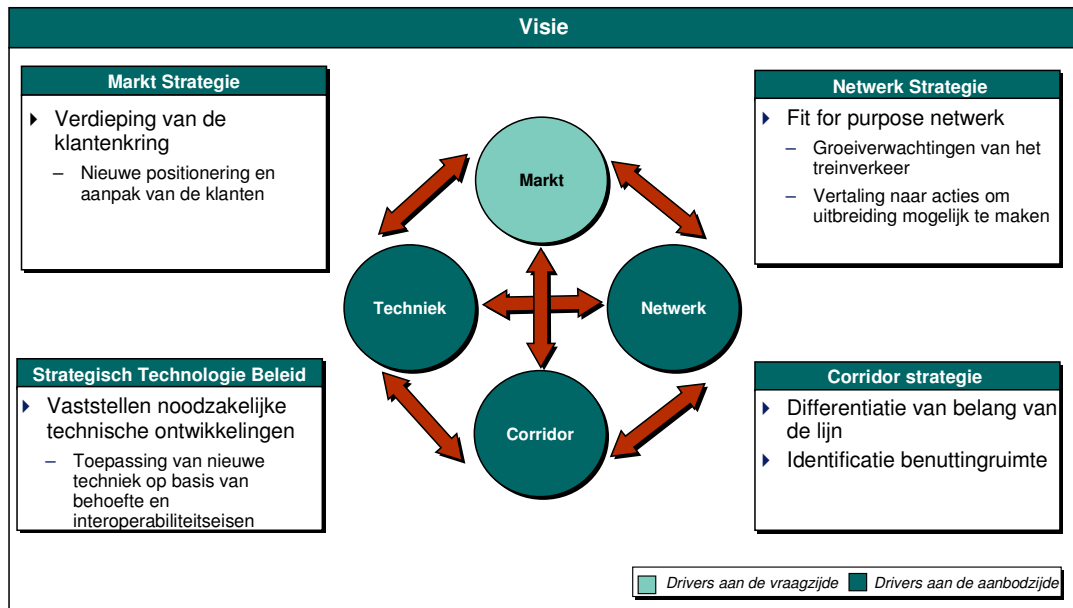 Visie
Markt Strategie
Verdieping van de
klantenkring
– Nieuwe positionering en
aanpak van de klanten
Netwerk Strategie
Fit for purpose netwerk
– Groeiverwachtingen van het
treinverkeer
– Vertaling naar acties om
uitbreiding mogelijk te maken
Markt
Techniek
Netwerk
Corridor
Strategisch Technologie Beleid
Vaststellen noodzakelijke
technische ontwikkelingen
– Toepassing van nieuwe
techniek op basis van
behoefte en
interoperabiliteitseisen
Corridor strategie
Differentiatie van belang van
de lijn
Identificatie benuttingruimte
Drivers aan de vraagzijde
Drivers aan de aanbodzijde